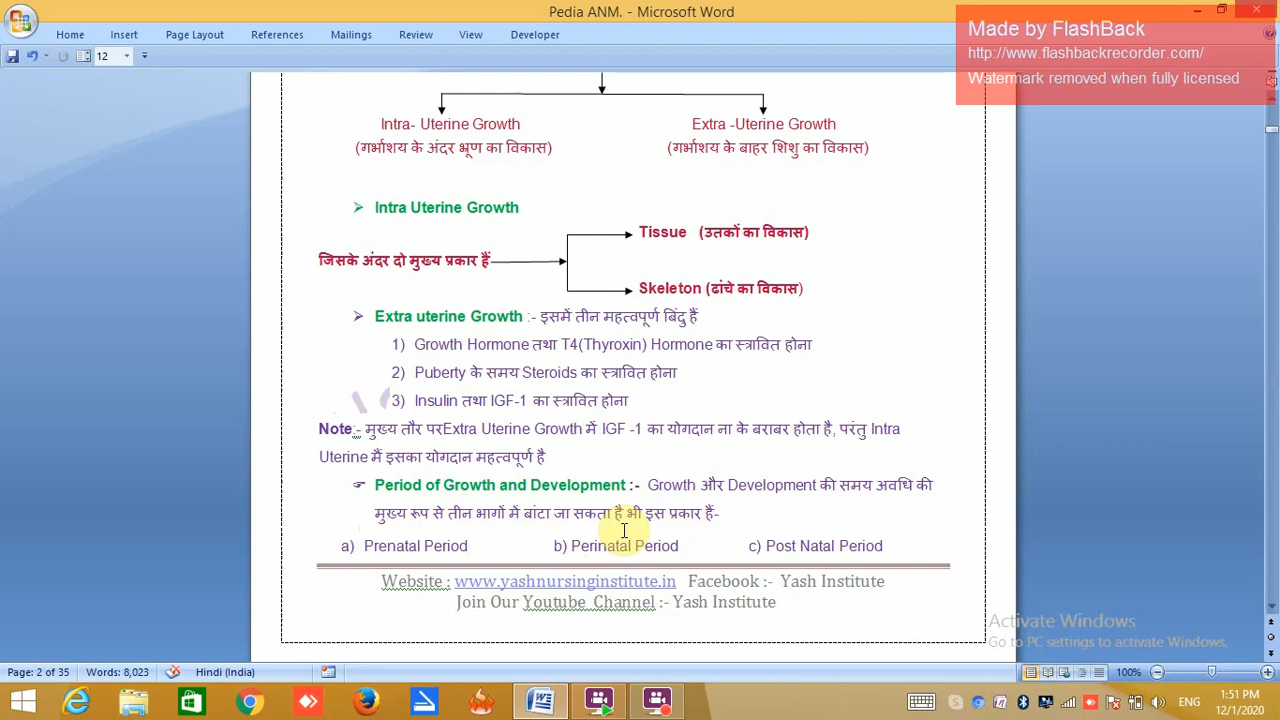 Pedia ANM. - Microsoft Word
Made by FlashBack
http://www.flashbackrecorder.com/
Watermark removed when fully licensed
Home Insert Page Layout References Mailings Review View Developer
12
Intra- Uterine Growth Extra -Uterine Growth
(गर्भाशय के अंदर भ्रूण का विकास) (गर्भाशय के बाहर शिशु का विकास)
Intra Uterine Growth
Tissue (उतकों का विकास)
जिसके अंदर दो मुख्य प्रकार हैं
Skeleton (ढांचे का विकास)
Extra uterine Growth :- इसमें तीन महत्वपूर्ण बिंदु हैं
1) Growth Hormone तथा T4(Thyroxin) Hormone का स्त्रावित होना
2) Puberty के समय Steroids का स्त्रावित होना
3) Insulin तथा IGF-1 का स्त्रावित होना
Note:- मुख्य तौर परExtra Uterine Growth में IGF -1 का योगदान ना के बराबर होता है, परंतु Intra
Uterine मैं इसका योगदान महत्वपूर्ण है
Period of Growth and Development :- Growth और Development की समय अवधि की
मुख्य रूप से तीन भागों में बांटा जा सकता है भी इस प्रकार हैं-
a) Prenatal Period b) Perinatal Period c) Post Natal Period
Website : www.yashnursinginstitute.in Facebook :- Yash Institute
Join Our Youtube Channel :- Yash Institute
Activate Windows
Go to PC settings to activate Windows.
Page: 2 of 35 Words: 8,023 Hindi (India) 100%
ENG
1:51 PM
12/1/2020